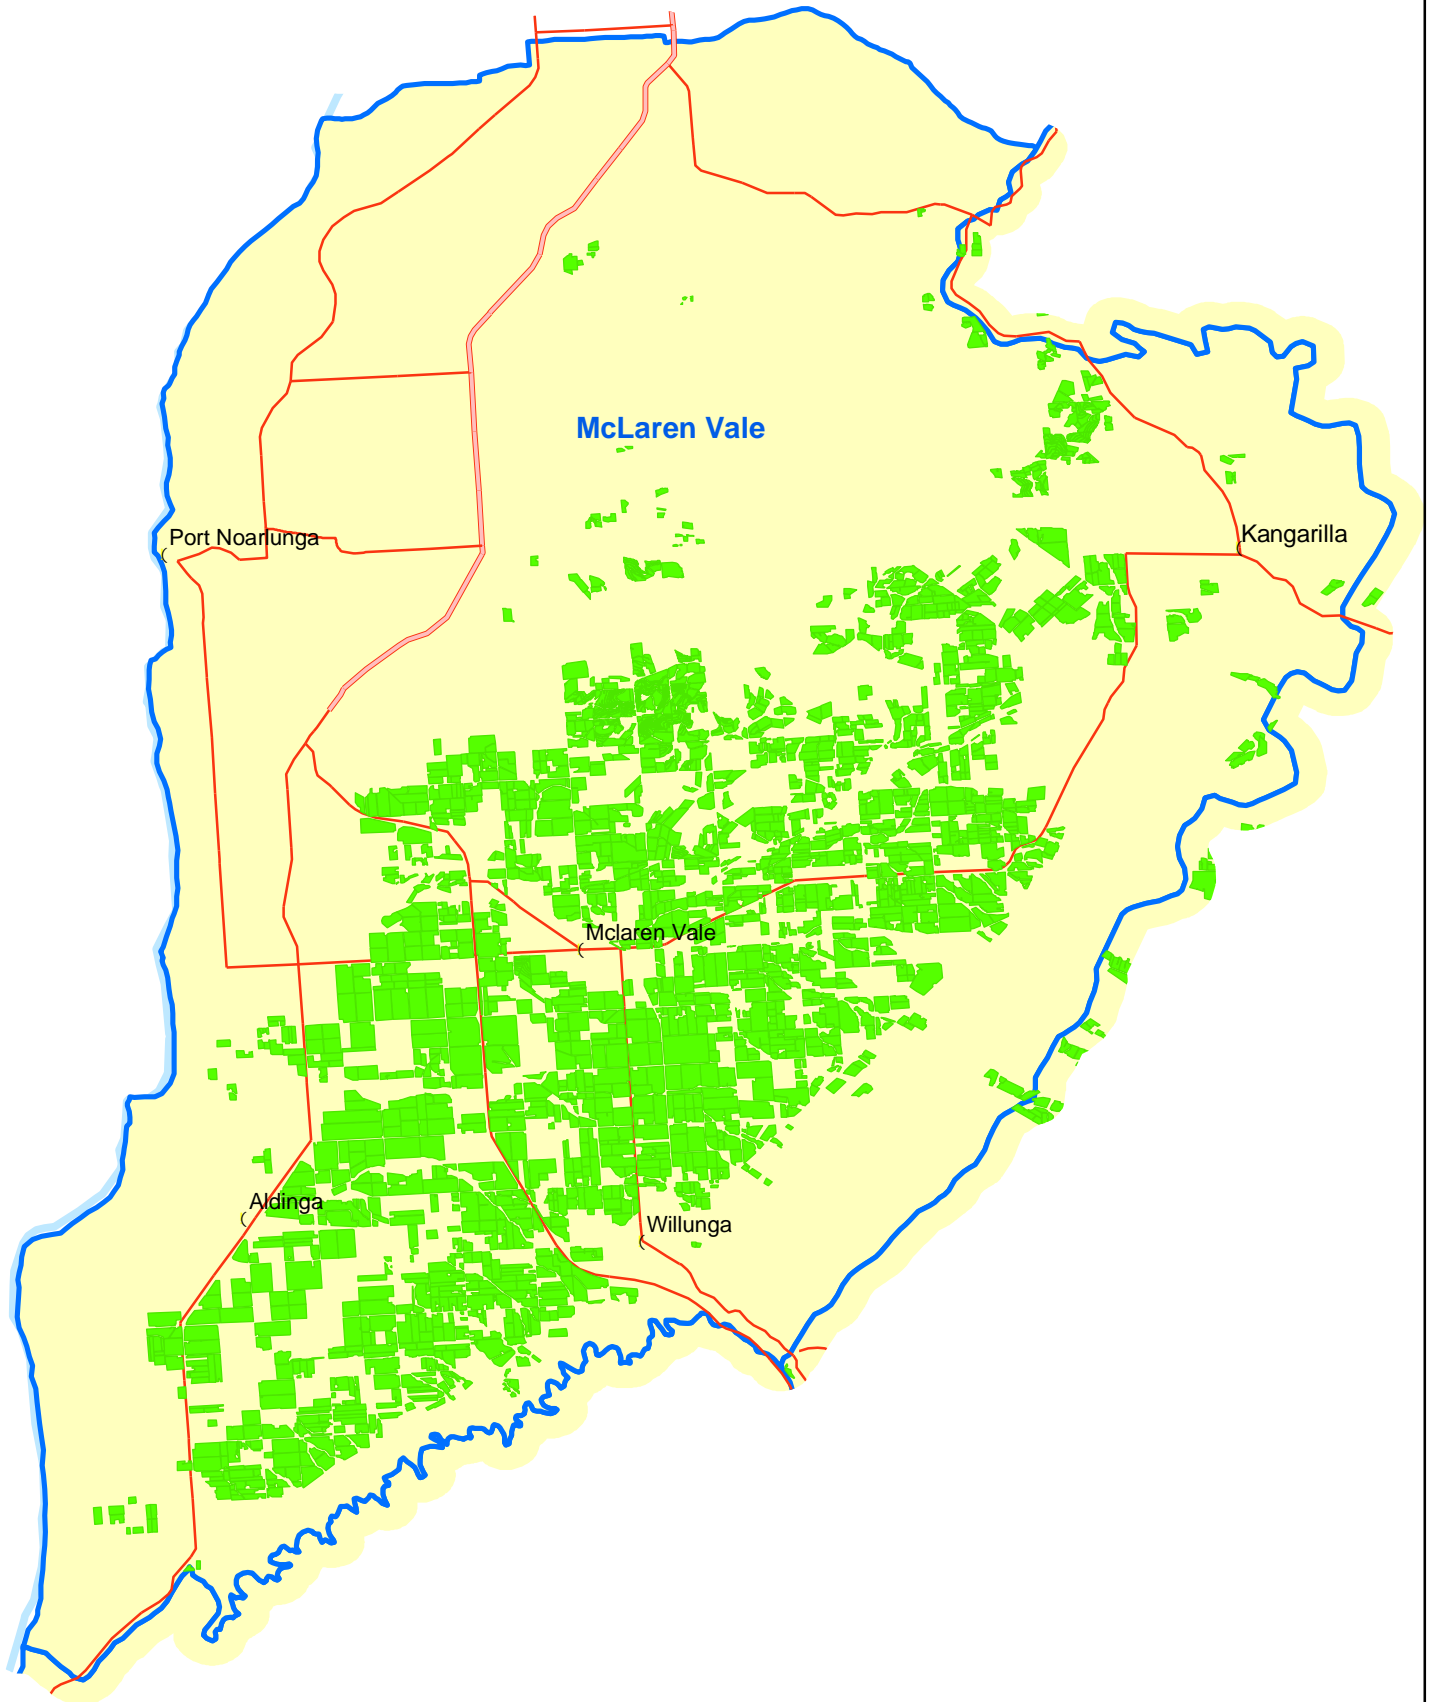 McLaren Vale
Port Noarlunga
Kangarilla
Mclaren Vale
Aldinga
Willunga